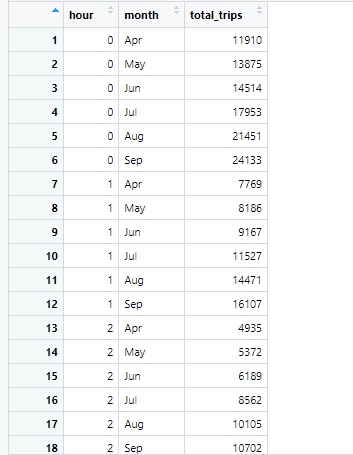 hour month total_trips
1 0 Apr 11910
2 0 May 13875
3 0 Jun 14514
4 0 Jul 17953
5 0 Aug 21451
6 0 Sep 24133
7 1 Apr 7769
8 1 May 8186
9 1 Jun 9167
10 1 Jul 11527
11 1 Aug 14471
12 1 Sep 16107
13 2 Apr 4935
14 2 May 5372
15 2 Jun 6189
16 2 Jul 8562
17 2 Aug 10105
18 2 Sep 10702